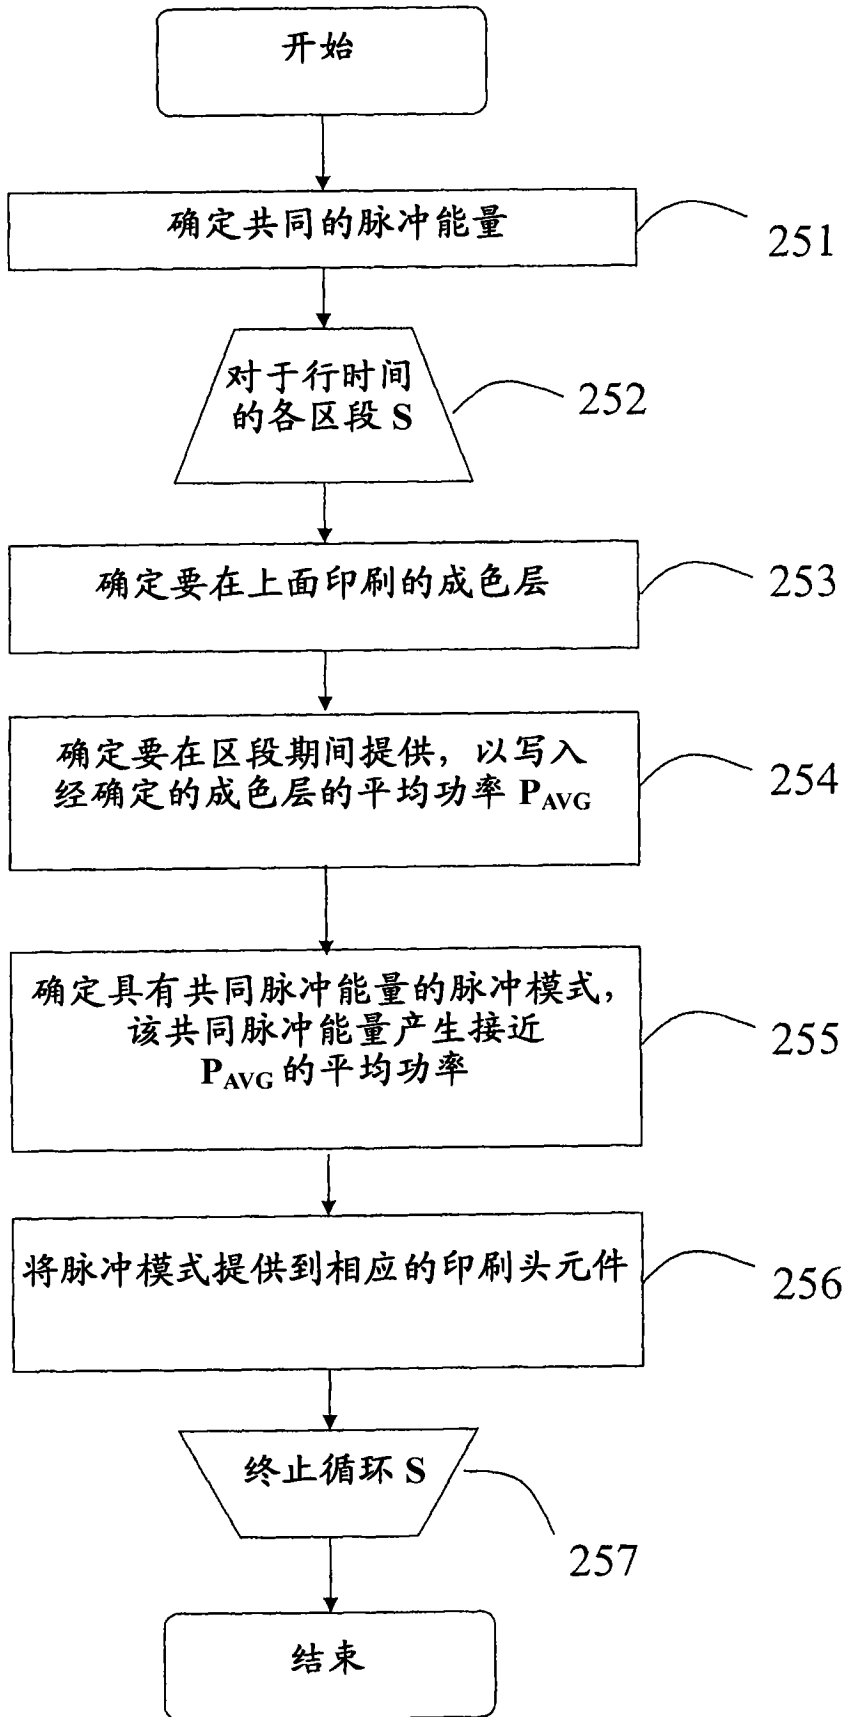 开始
确定共同的脉冲能量
251
对于行时间
的各区段 S
252
确定要在上面印刷的成色层
253
确定要在区段期间提供，以写入
经确定的成色层的平均功率 PAVG
254
确定具有共同脉冲能量的脉冲模式，
该共同脉冲能量产生接近
PAVG 的平均功率
255
将脉冲模式提供到相应的印刷头元件
256
终止循环 S
257
结束